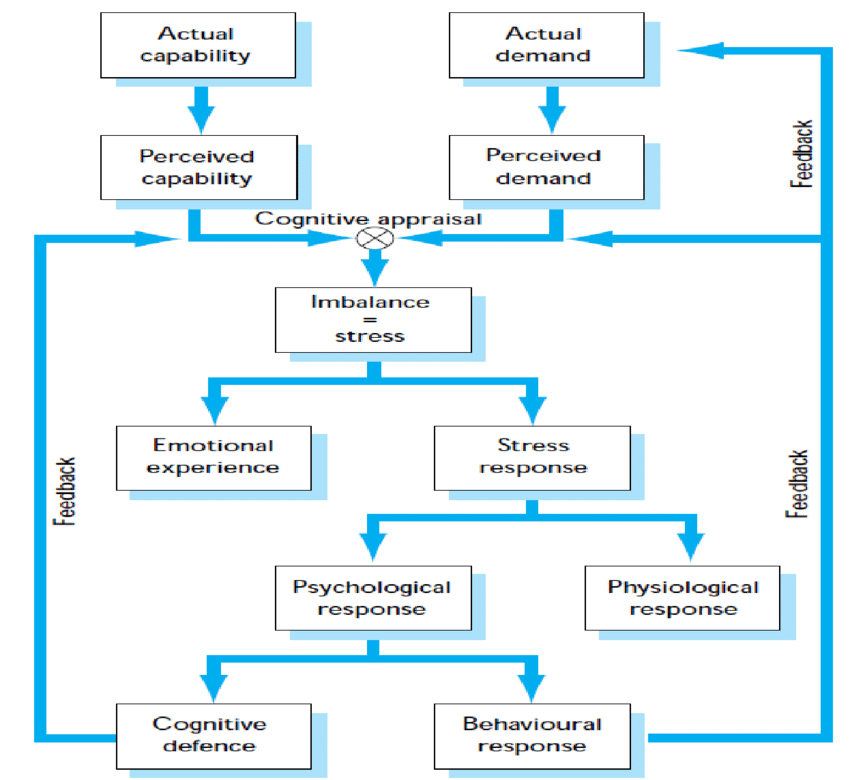 Actual
capability
Actual
demand
Perceived
capability
Perceived
demand
Feedback
Cognitive appraisal
Imbalance
=
stress
Emotional
experience
Stress
response
Feedback
Feedback
Psychological
response
Physiological
response
Cognitive
defence
Behavioural
response